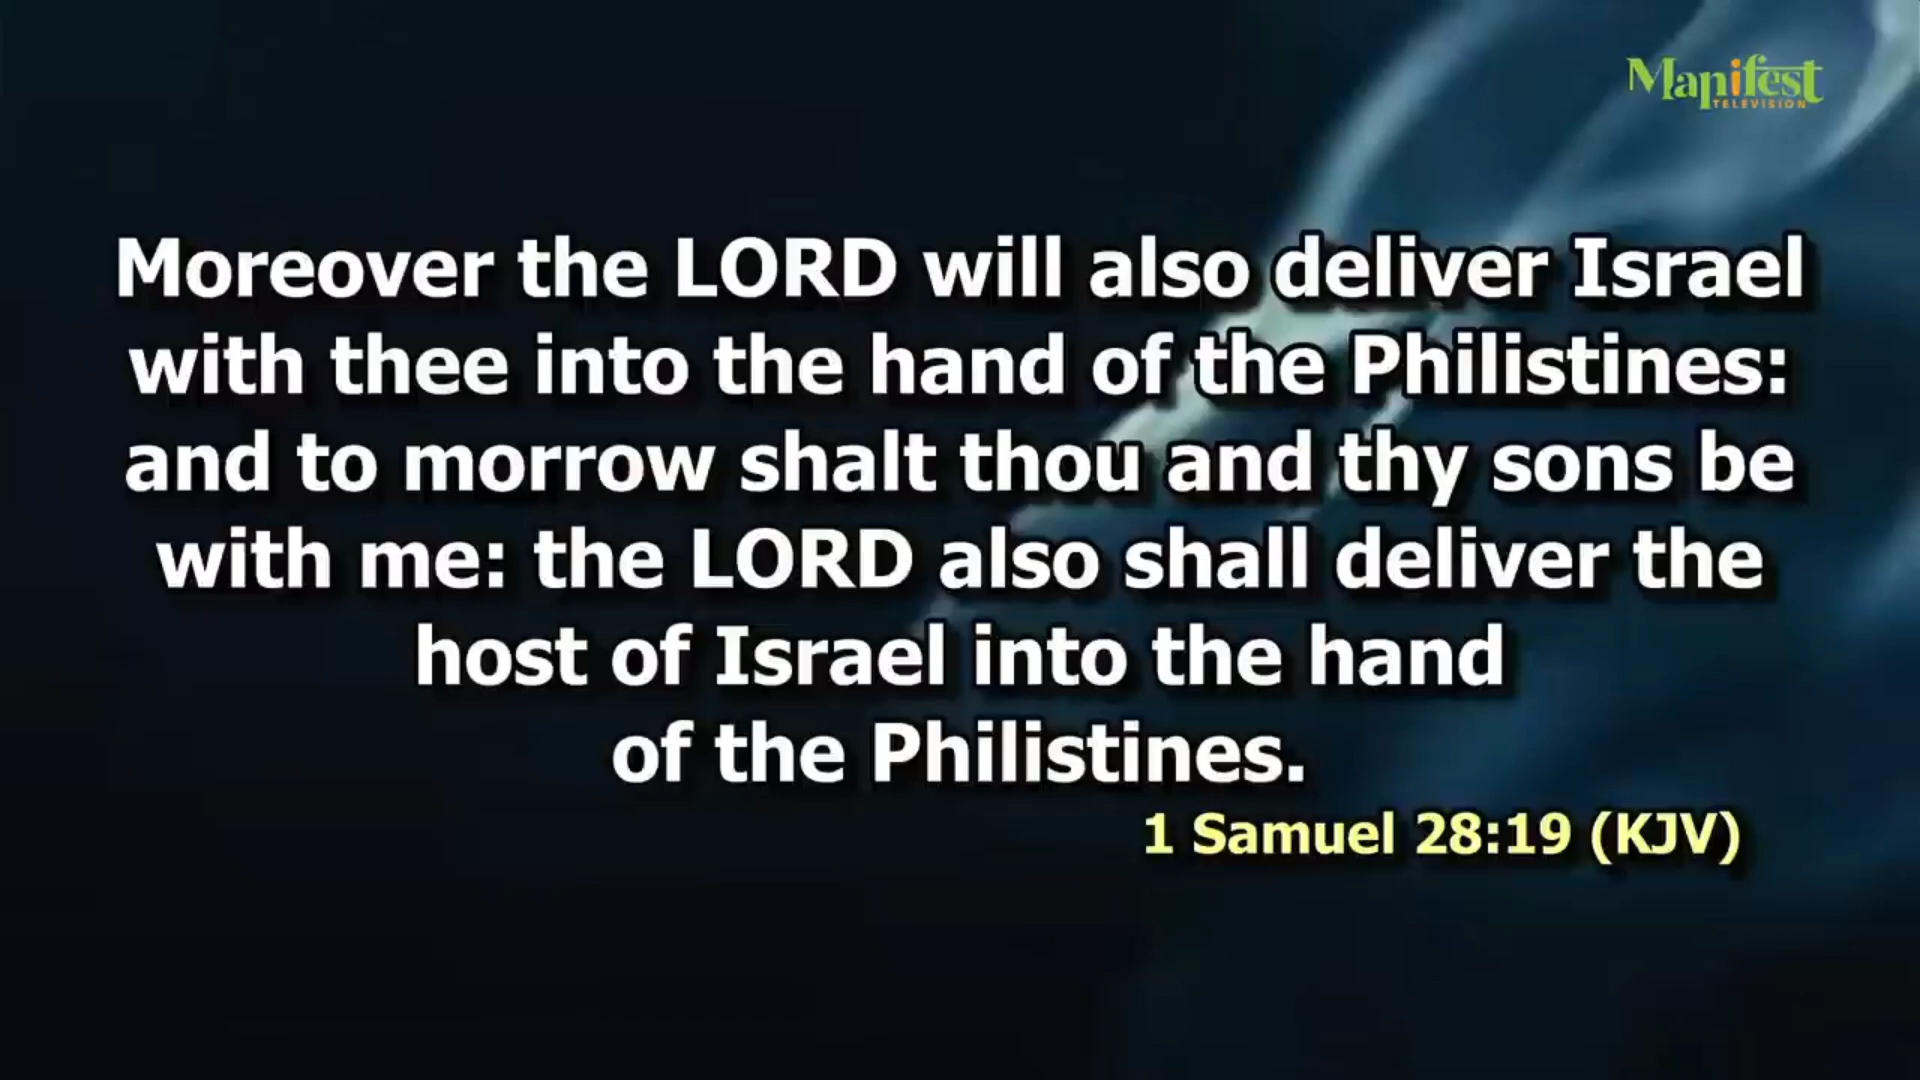 Manifest
TELEVISION
Moreover the LORD will also deliver Israel
with thee into the hand of the Philistines:
and to morrow shalt thou and thy sons be
with me: the LORD also shall deliver the
host of Israel into the hand
of the Philistines.
1 Samuel 28:19 (KJV)